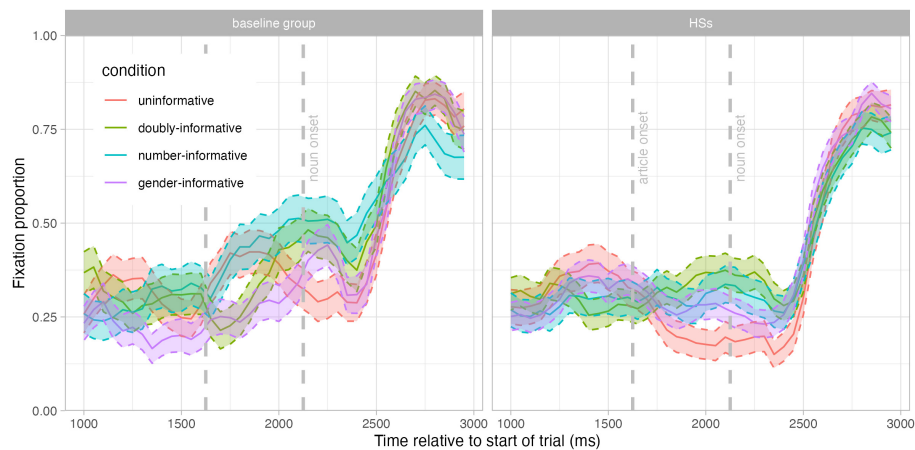 baseline group
HSs
1.00
0.75
0.50
0.25
0.00
Fixation proportion
condition
uninformative
doubly-informative
number-informative
gender-informative
noun onset
article onset
noun onset
1000
1500
2000
2500
3000
1000
1500
2000
2500
3000
Time relative to start of trial (ms)